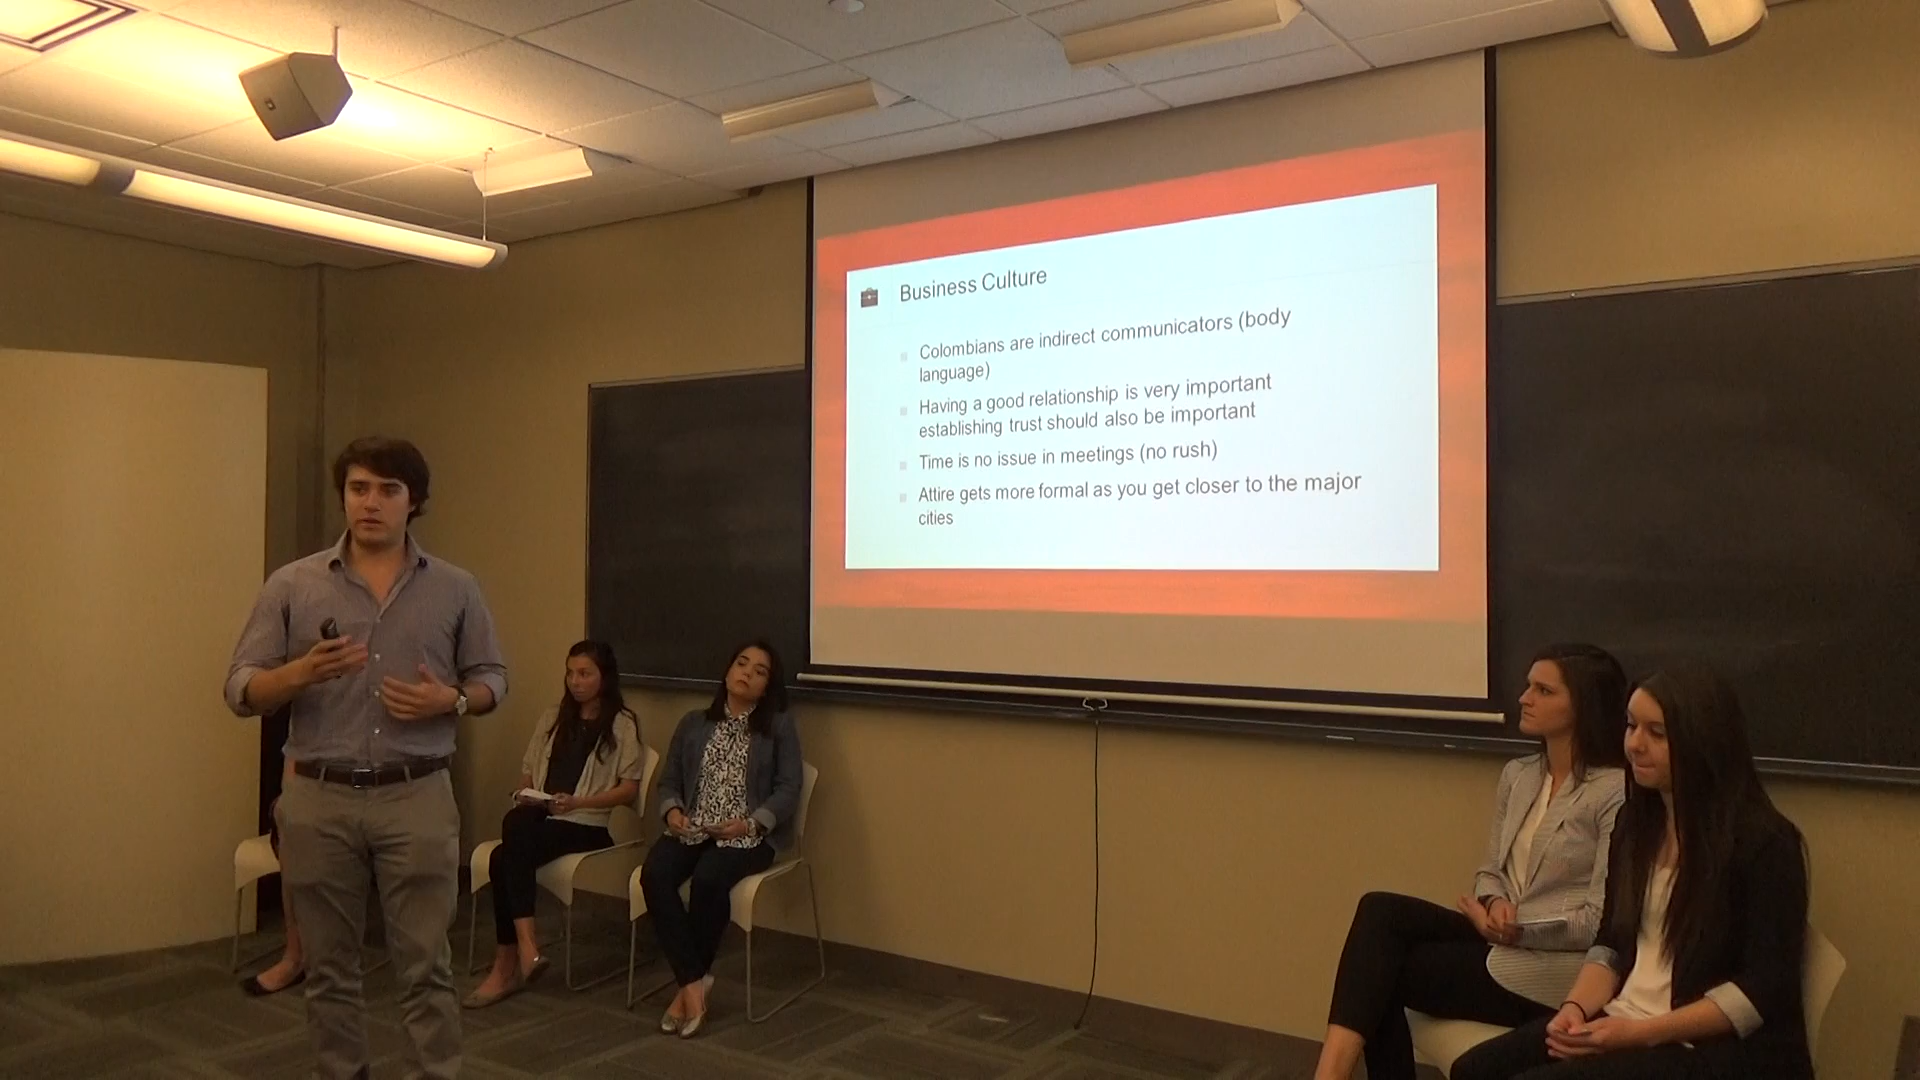 Business Culture
Colombians are indirect communicators (body
language)
Having a good relationship is very important
establishing trust should also be important
Time is no issue in meetings (no rush)
Attire gets more formal as you get closer to the major
cities